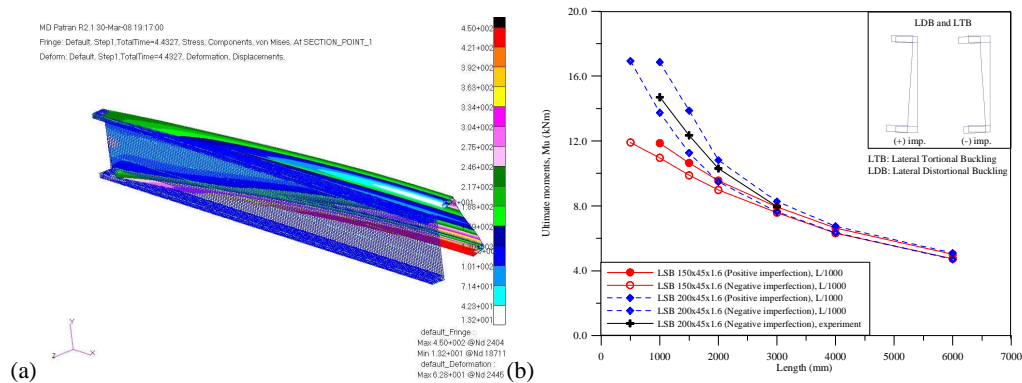 MD Patran R2.1 30-Mar-08 19:17:00
Fringe: Default, Step1,TotalTime=4.4327, Stress, Components, von Mises, At SECTION_POINT_1
Deform: Default, Step1,TotalTime=4.4327, Deformation, Displacements,
4.50+002
4.21+002
3.92+002
3.63+002
3.34+002
3.04+002
2.75+002
2.46+002
2.17+002
1.01+002
7.14+001
4.23+001
1.32+001
default_Fringe :
Max 4.50+002 @Nd 2404
Min 1.32+001 @Nd 18711
default_Deformation :
Max 6.28+001 @Nd 2445
Y
Z
X
(a)
20.0
16.0
12.0
8.0
4.0
0.0
Ultimate moments, Mu (kNm)
LDB and LTB
(+) imp.
(-) imp.
LTB: Lateral Tortional Buckling
LDB: Lateral Distortional Buckling
LSB 150x45x1.6 (Positive imperfection), L/1000
LSB 150x45x1.6 (Negative imperfection), L/1000
LSB 200x45x1.6 (Positive imperfection), L/1000
LSB 200x45x1.6 (Negative imperfection), L/1000
LSB 200x45x1.6 (Negative imperfection), experiment
0 1000 2000 3000 4000 5000 6000 7000
Length (mm)
(b)